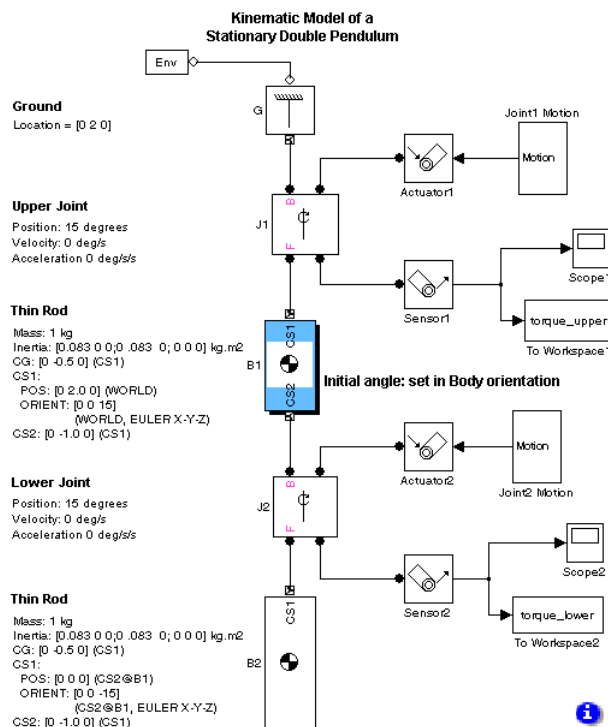 Kinematic Model of a
Stationary Double Pendulum
Env
Ground
Location = [0 2 0]
G
Joint1 Motion
Motion
Actuator1
Upper Joint
Position: 15 degrees
Velocity: 0 deg/s
Acceleration 0 deg/s/s
J1
B
F
Scope1
Sensor1
torque_upper
To Workspace1
Thin Rod
Mass: 1 kg
Inertia: [0.083 0 0;0 .083 0; 0 0 0] kg.m2
CG: [0 -0.5 0] (CS1)
CS1:
POS: [0 2.0 0] (WORLD)
ORIENT: [0 0 15]
(WORLD, EULER X-Y-Z)
CS2: [0 -1.0 0] (CS1)
B1
CS1
CS2
Initial angle: set in Body orientation
Motion
Joint2 Motion
Actuator2
Lower Joint
Position: 15 degrees
Velocity: 0 deg/s
Acceleration 0 deg/s/s
J2
B
F
Scope2
Sensor2
torque_lower
To Workspace2
Thin Rod
Mass: 1 kg
Inertia: [0.083 0 0;0 .083 0; 0 0 0] kg.m2
CG: [0 -0.5 0] (CS1)
CS1:
POS: [0 0 0] (CS2@B1)
ORIENT: [0 0 -15]
(CS2@B1, EULER X-Y-Z)
CS2: [0 -1.0 0] (CS1)
B2
CS1
i